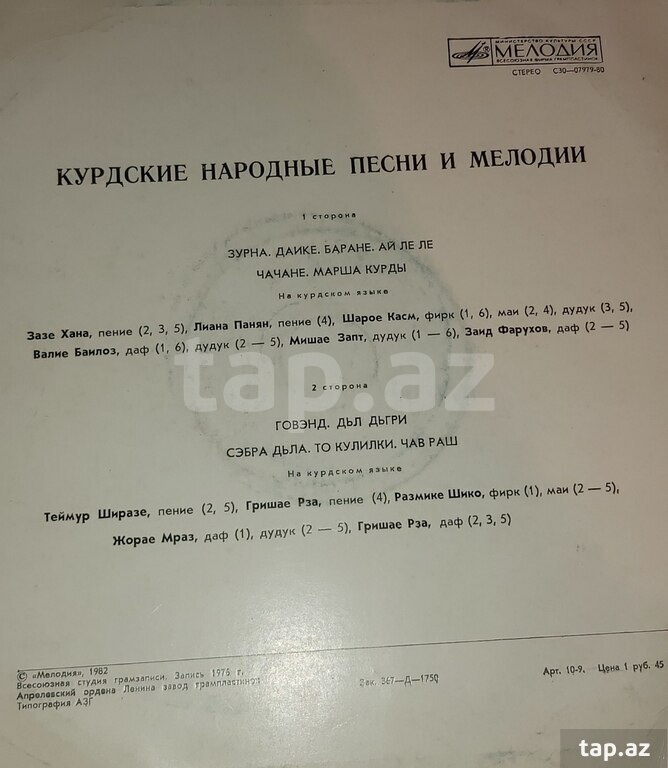 МИНИСТЕРСТВО КУЛЬТУРЫ СССР
МЕЛОДИЯ
ВСЕСОЮЗНАЯ ФИРМА ГРАМПЛАСТИНОК
СТЕРЕО С30—07979-80
КУРДСКИЕ НАРОДНЫЕ ПЕСНИ И МЕЛОДИИ
1 сторона
ЗУРНА. ДАИКЕ. БАРАНЕ. АЙ ЛЕ ЛЕ
ЧАЧАНЕ. МАРША КУРДЫ
На курдском языке
Зазе Хана, пение (2, 3, 5), Лиана Панян, пение (4), Шарое Касм, фирк (1, 6), маи (2, 4), дудук (3, 5),
Валие Баилоз, даф (1, 6), дудук (2 — 5), Мишае Запт, дудук (1 — 6), Заид Фарухов, даф (2 — 5)
tap.az
2 сторона
ГОВЭНД. ДЬЛ ДЬГРИ
СЭБРА ДЬЛА. ТО КУЛИЛКИ. ЧАВ РАШ
На курдском языке
Теймур Ширазе, пение (2, 5), Гришае Рза, пение (4), Размике Шико, фирк (1), маи (2 — 5),
Жорае Мраз, даф (1), дудук (2 — 5), Гришае Рза, даф (2, 3, 5)
© «Мелодия», 1982
Всесоюзная студия грамзаписи. Запись 1976 г.
Апрелевский ордена Ленина завод грампластинок
Типография АЗГ
Зак. 367—Д—1750
Арт. 10-9. Цена 1 руб. 45
tap.az